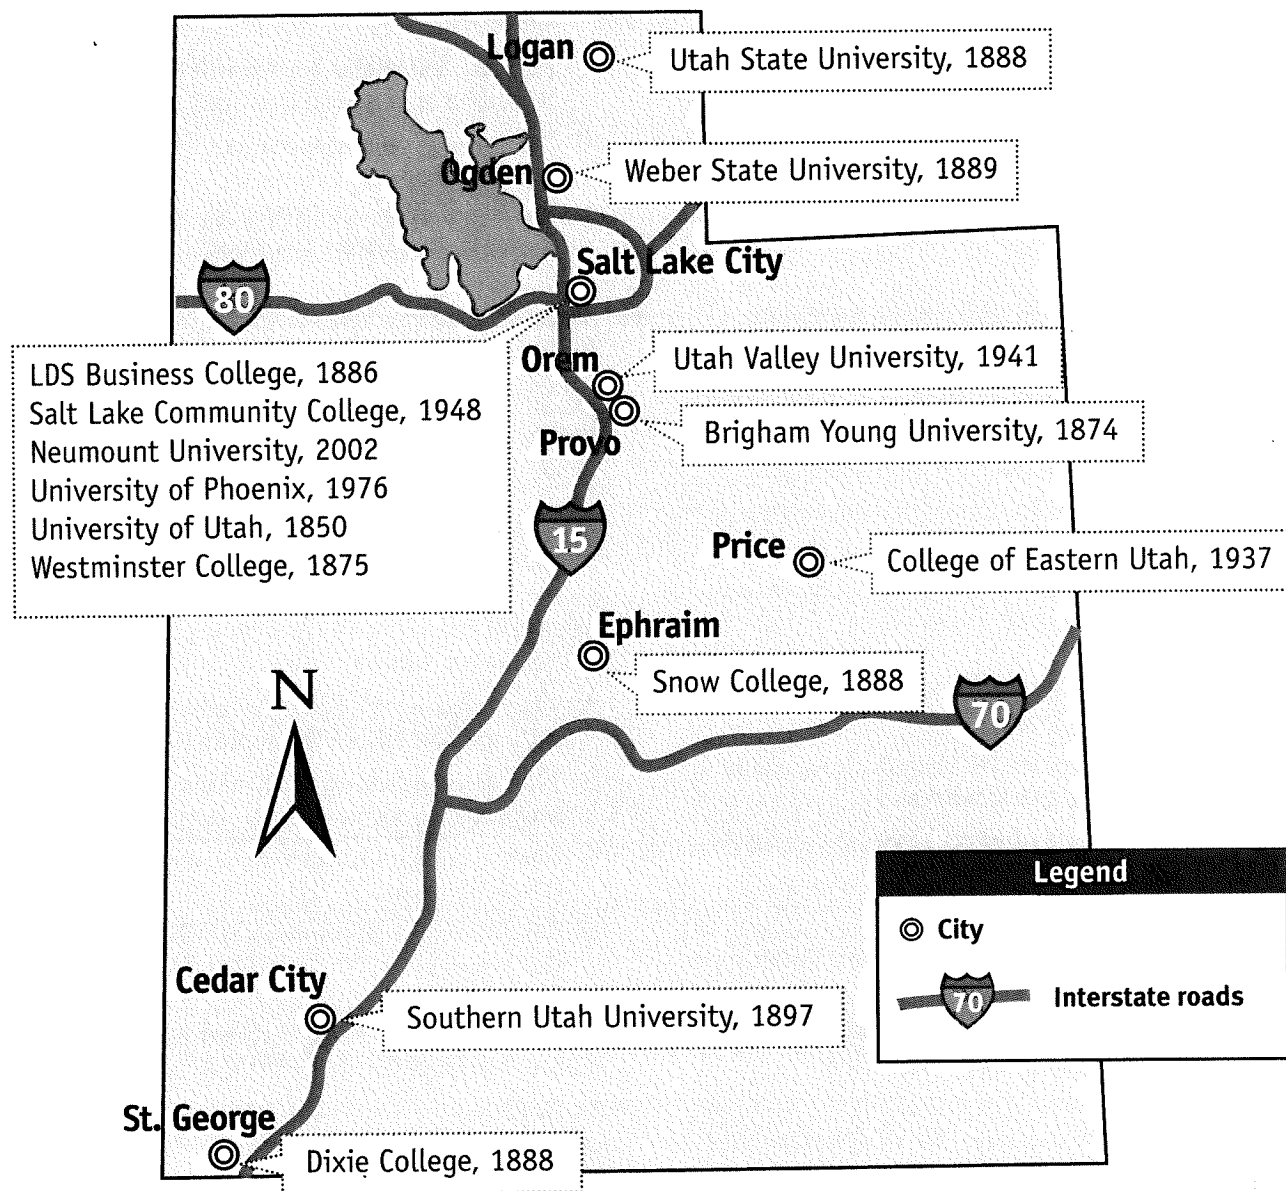 Logan
Utah State University, 1888
Ogden
Weber State University, 1889
Salt Lake City
80
LDS Business College, 1886
Salt Lake Community College, 1948
Neumount University, 2002
University of Phoenix, 1976
University of Utah, 1850
Westminster College, 1875
Orem
Utah Valley University, 1941
Provo
Brigham Young University, 1874
15
Price
College of Eastern Utah, 1937
Ephraim
Snow College, 1888
70
N
Legend
City
70
Interstate roads
Cedar City
Southern Utah University, 1897
St. George
Dixie College, 1888